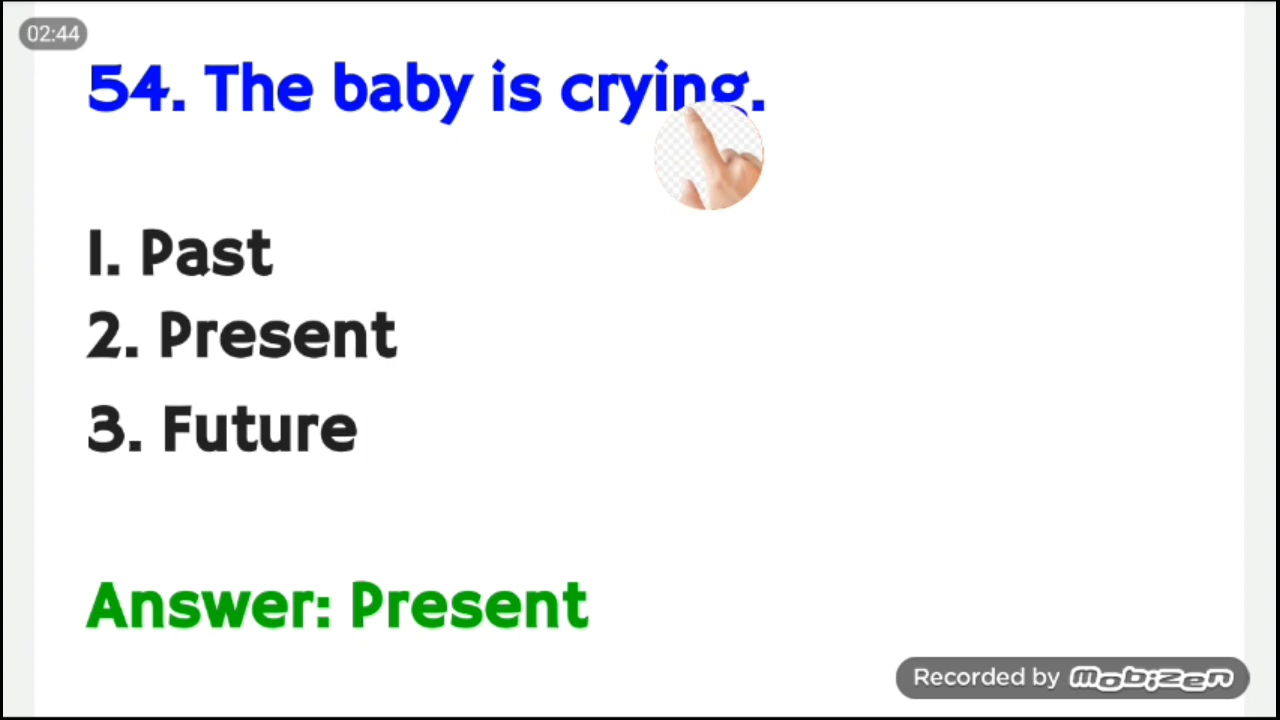 02:44
54. The baby is crying.
1. Past
2. Present
3. Future
Answer: Present
Recorded by mobizen